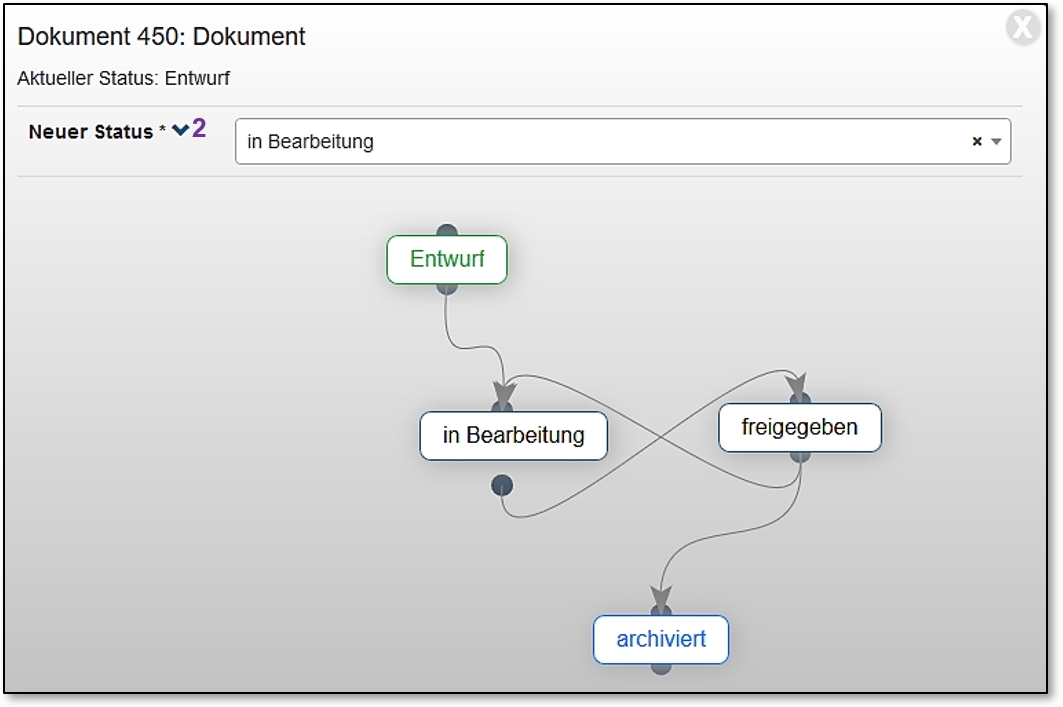 Dokument 450: Dokument
X
Aktueller Status: Entwurf
Neuer Status * 2
in Bearbeitung
×
Entwurf
in Bearbeitung
freigegeben
archiviert